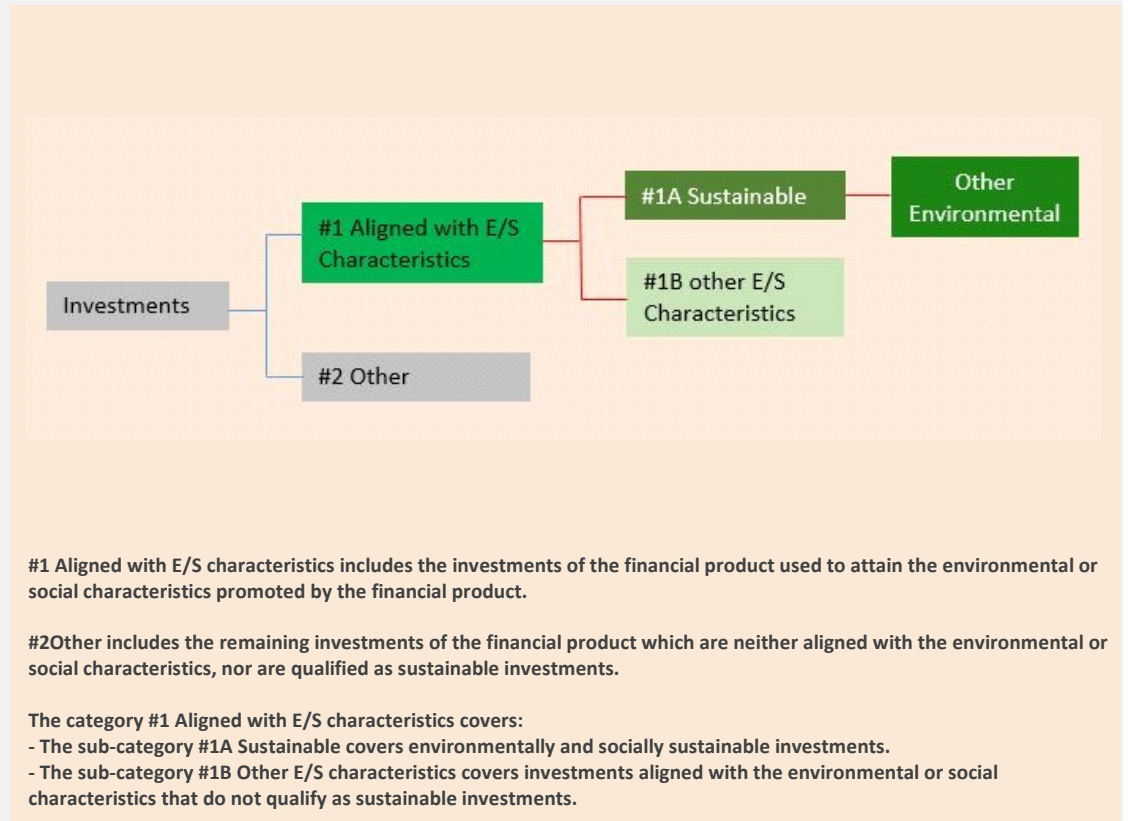 Investments
#1 Aligned with E/S
Characteristics
#2 Other
#1A Sustainable
#1B other E/S
Characteristics
Other
Environmental
#1 Aligned with E/S characteristics includes the investments of the financial product used to attain the environmental or
social characteristics promoted by the financial product.
#2Other includes the remaining investments of the financial product which are neither aligned with the environmental or
social characteristics, nor are qualified as sustainable investments.
The category #1 Aligned with E/S characteristics covers:
- The sub-category #1A Sustainable covers environmentally and socially sustainable investments.
- The sub-category #1B Other E/S characteristics covers investments aligned with the environmental or social
characteristics that do not qualify as sustainable investments.